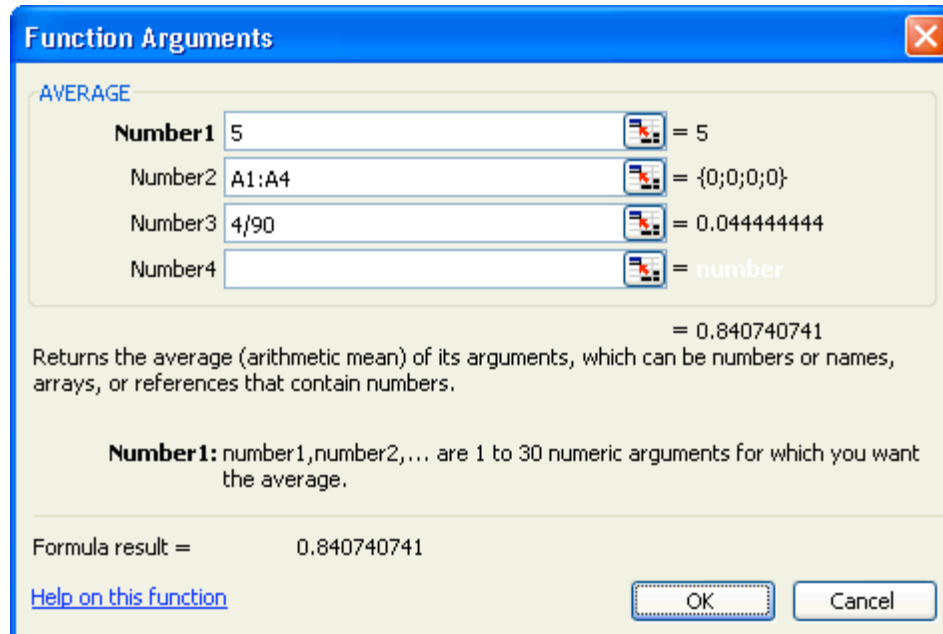 Function Arguments
AVERAGE
Number1 5 = 5
Number2 A1:A4 = {0;0;0;0}
Number3 4/90 = 0.044444444
Number4 = number
= 0.840740741
Returns the average (arithmetic mean) of its arguments, which can be numbers or names,
arrays, or references that contain numbers.
Number1: number1,number2,... are 1 to 30 numeric arguments for which you want
the average.
Formula result = 0.840740741
Help on this function OK Cancel